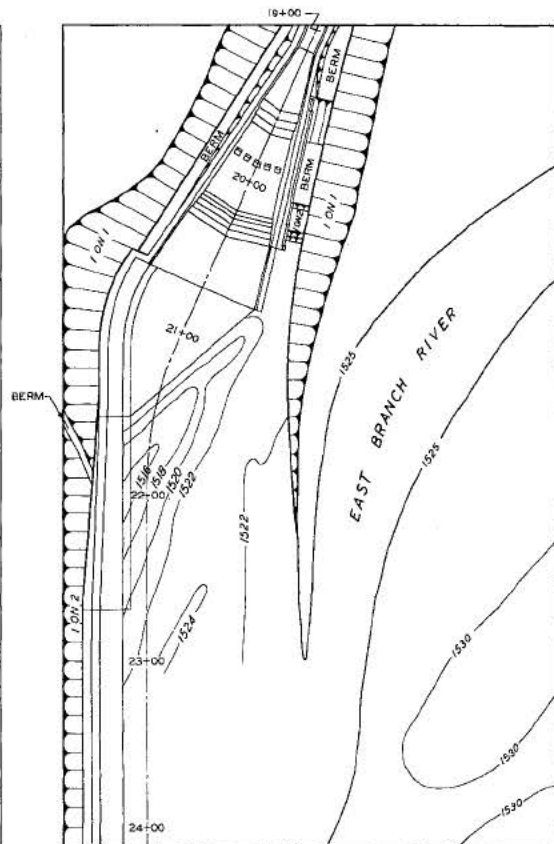 19+00
BERM
BERM
BERM
20+00
1 ON 1
1 ON 1
21+00
EAST BRANCH RIVER
1525
1525
BERM
1516
1518
1520
1522
22+00
1522
1 ON 2
1524
23+00
1530
1530
1530
24+00